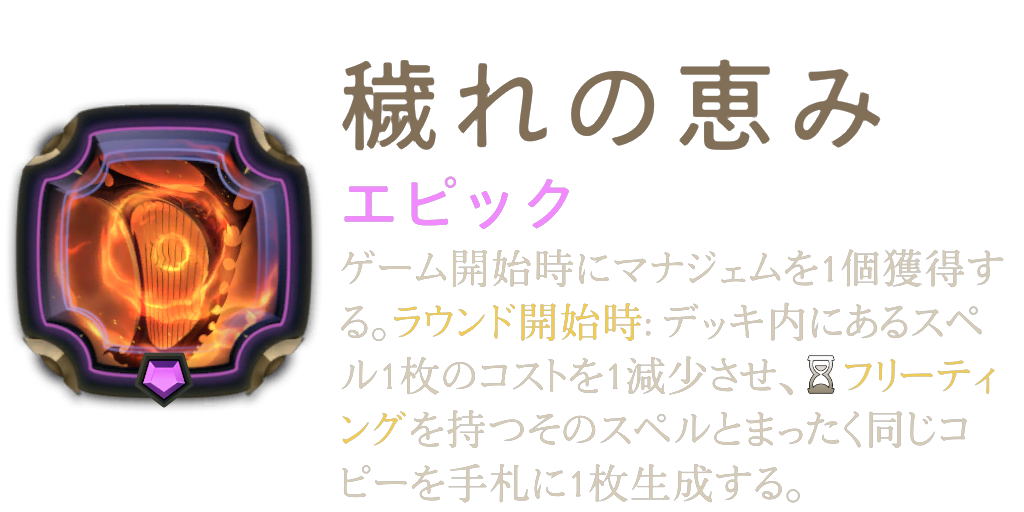 穢れの恵み
エピック
ゲーム開始時にマナジェムを1個獲得す
る。ラウンド開始時: デッキ内にあるスペ
ル1枚のコストを1減少させ、フリーティ
ングを持つそのスペルとまったく同じコ
ピーを手札に1枚生成する。